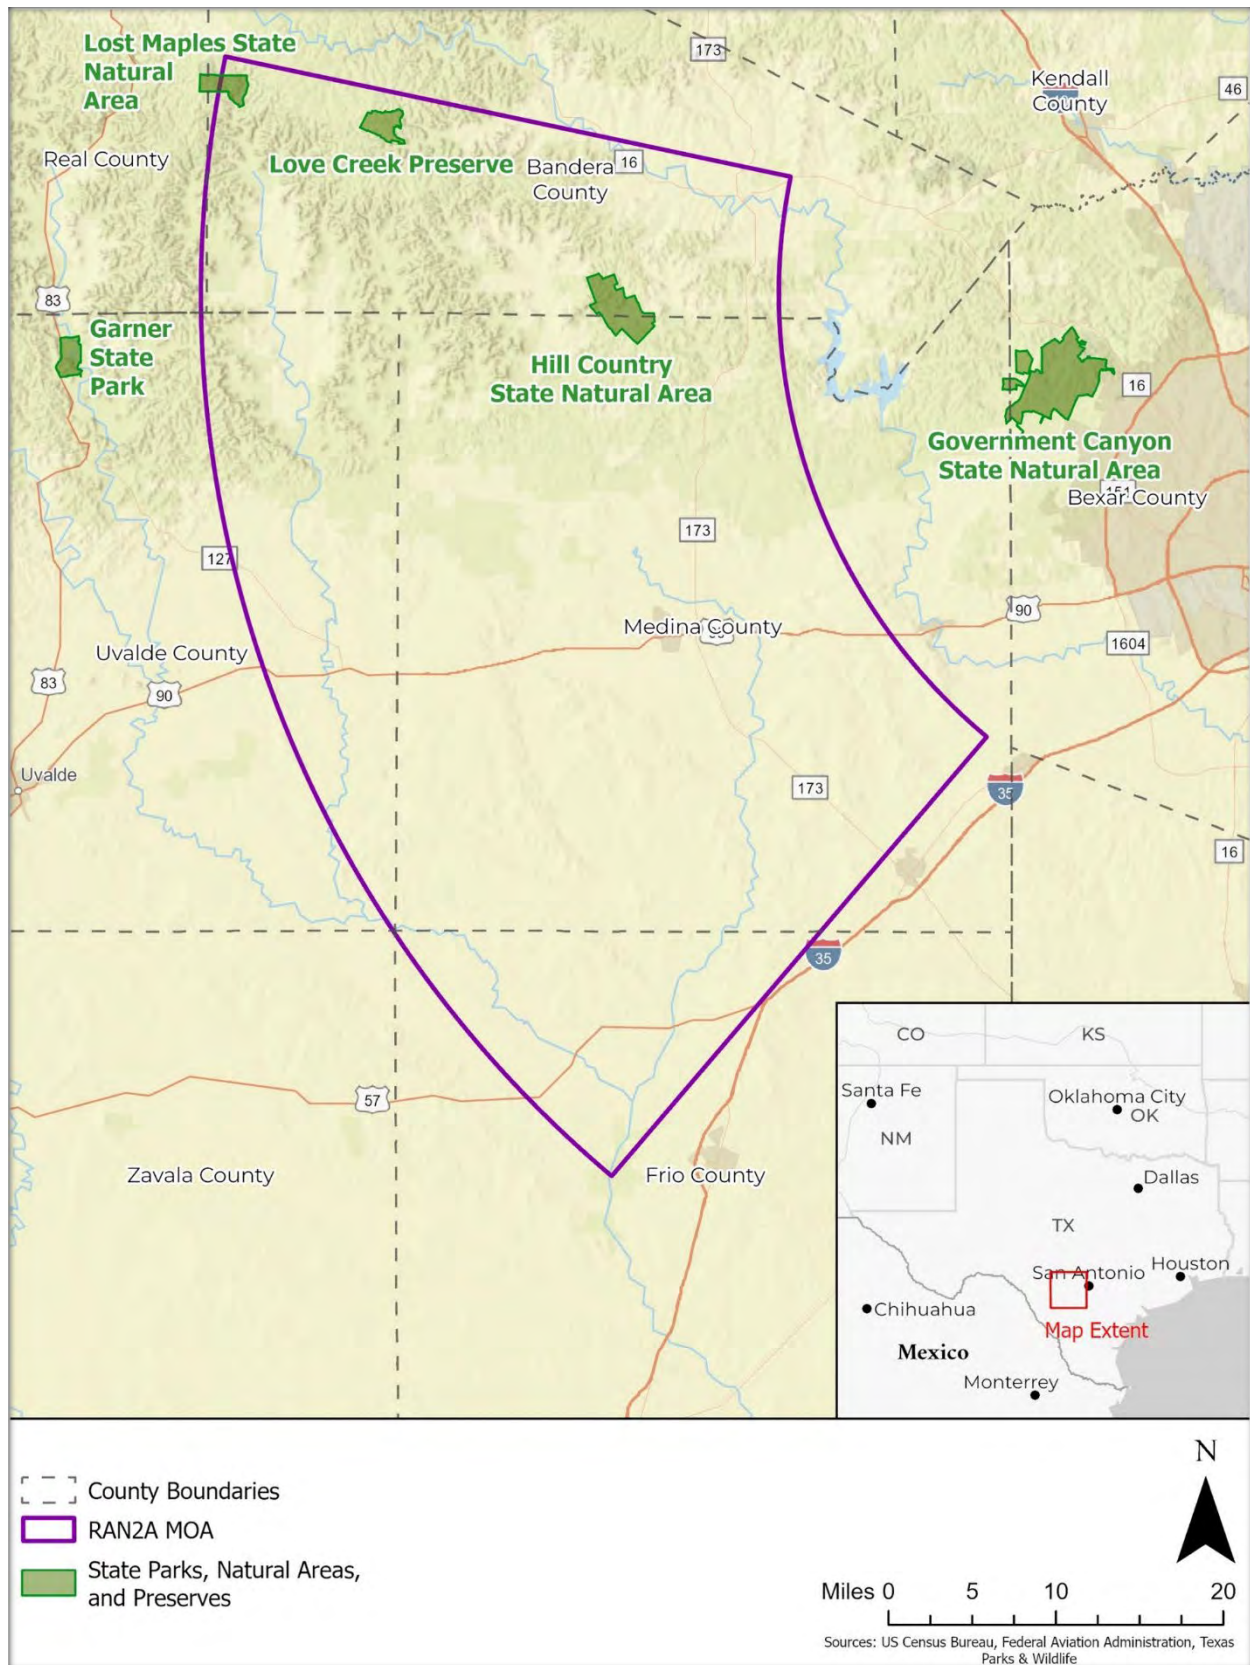 Lost Maples State
Natural
Area
173
Kendall
County
46
Real County
Love Creek Preserve
Bandera
County
16
83
Garner
State
Park
Hill Country
State Natural Area
16
Government Canyon
State Natural Area
151
Bexar County
173
127
90
Medina County
1604
Uvalde County
83
90
Uvalde
173
35
16
35
57
Zavala County
Frio County
CO
KS
Santa Fe
Oklahoma City
OK
NM
Dallas
TX
San Antonio
Houston
Chihuahua
Map Extent
Mexico
Monterrey
County Boundaries
RAN2A MOA
State Parks, Natural Areas,
and Preserves
N
Miles 0 5 10 20
Sources: US Census Bureau, Federal Aviation Administration, Texas
Parks & Wildlife